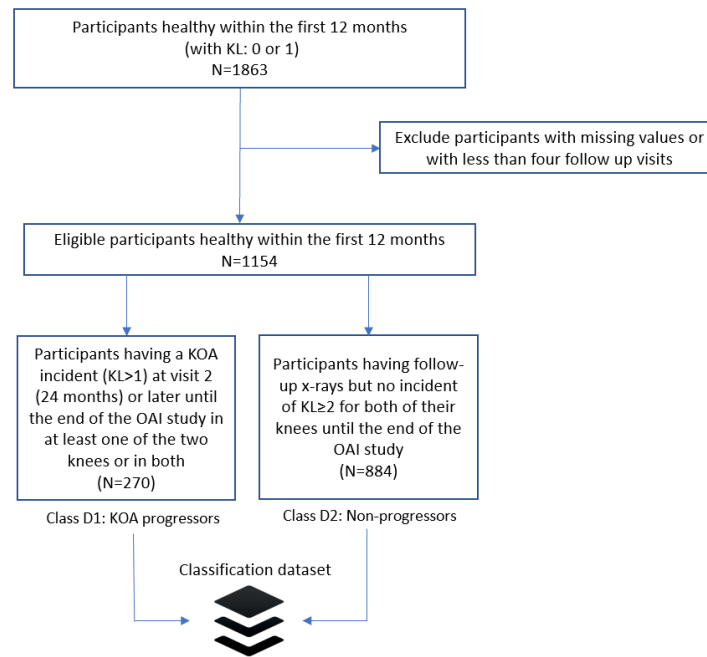 Participants healthy within the first 12 months
(with KL: 0 or 1)
N=1863
Exclude participants with missing values or
with less than four follow up visits
Eligible participants healthy within the first 12 months
N=1154
Participants having a KOA
incident (KL>1) at visit 2
(24 months) or later until
the end of the OAI study in
at least one of the two
knees or in both
(N=270)
Participants having follow-
up x-rays but no incident
of KL≥2 for both of their
knees until the end of the
OAI study
(N=884)
Class D1: KOA progressors
Class D2: Non-progressors
Classification dataset